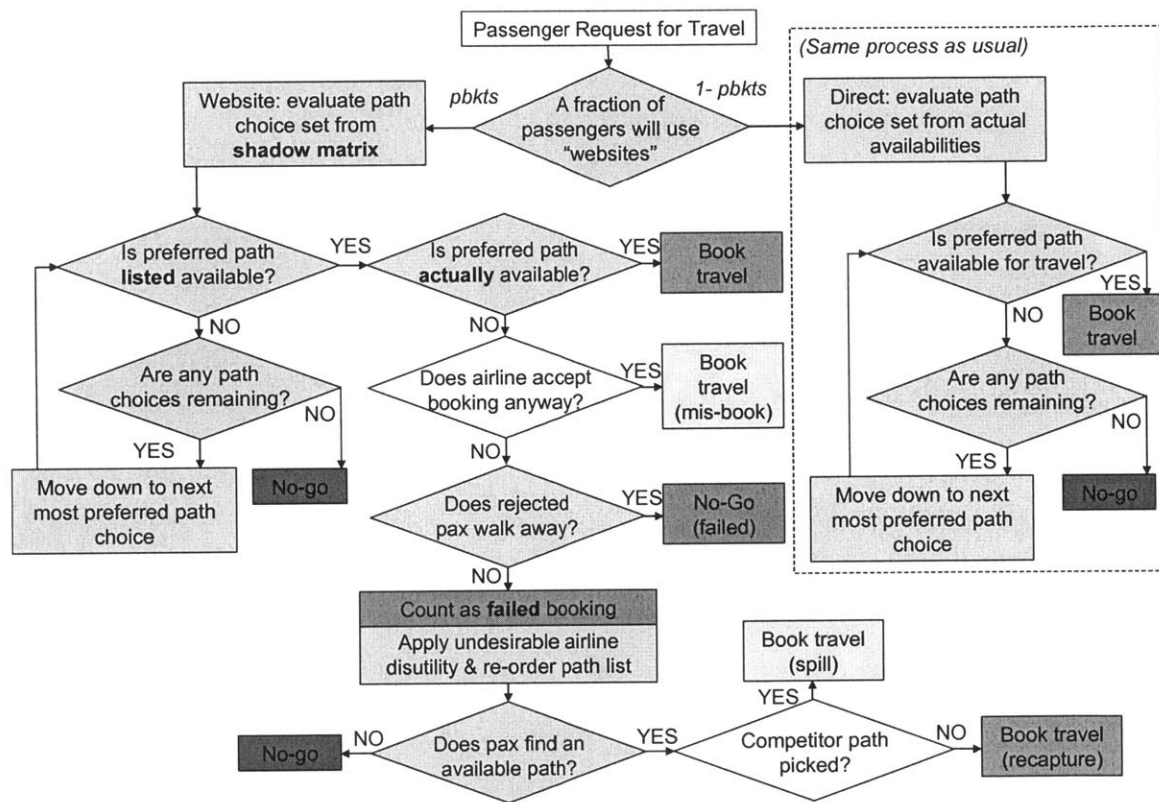 Passenger Request for Travel
(Same process as usual)
pbkts
1- pbkts
Website: evaluate path
choice set from
shadow matrix
A fraction of
passengers will use
“websites”
Direct: evaluate path
choice set from actual
availabilities
Is preferred path
listed available?
YES
Is preferred path
actually available?
YES
Book
travel
Is preferred path
available for travel?
YES
Book
travel
NO
NO
NO
Are any path
choices remaining?
NO
YES
Does airline accept
booking anyway?
YES
Book
travel
(mis-book)
Are any path
choices remaining?
NO
YES
Move down to next
most preferred path
choice
No-go
NO
Does rejected
pax walk away?
YES
No-Go
(failed)
Move down to next
most preferred path
choice
No-go
NO
Count as failed booking
Apply undesirable airline
disutility & re-order path list
Book travel
(spill)
YES
No-go
NO
Does pax find an
available path?
YES
Competitor path
picked?
NO
Book travel
(recapture)